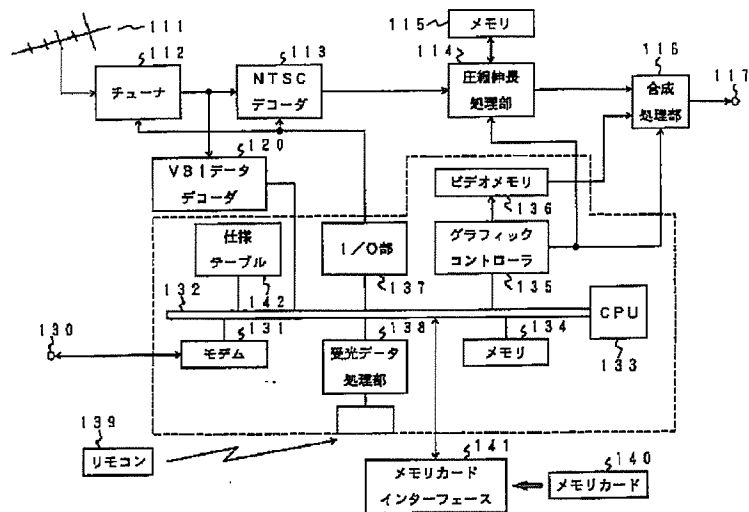 111
112
チューナ
113
NTSC
デコーダ
115
メモリ
114
圧縮伸長
処理部
116
合成
処理部
117
120
VBIデータ
デコーダ
ビデオメモリ
136
仕様
テーブル
142
I/O部
137
グラフィック
コントローラ
135
132
CPU
133
130
131
モデム
138
受光データ
処理部
134
メモリ
139
リモコン
141
メモリカード
インターフェース
140
メモリカード